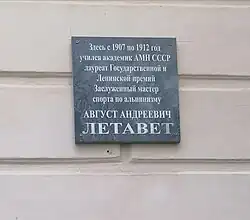 Здесь с 1907 по 1912 год
учился академик АМН СССР
лауреат Государственной и
Ленинской премий
Заслуженный мастер
спорта по альпинизму
АВГУСТ АНДРЕЕВИЧ
ЛЕТАВЕТ